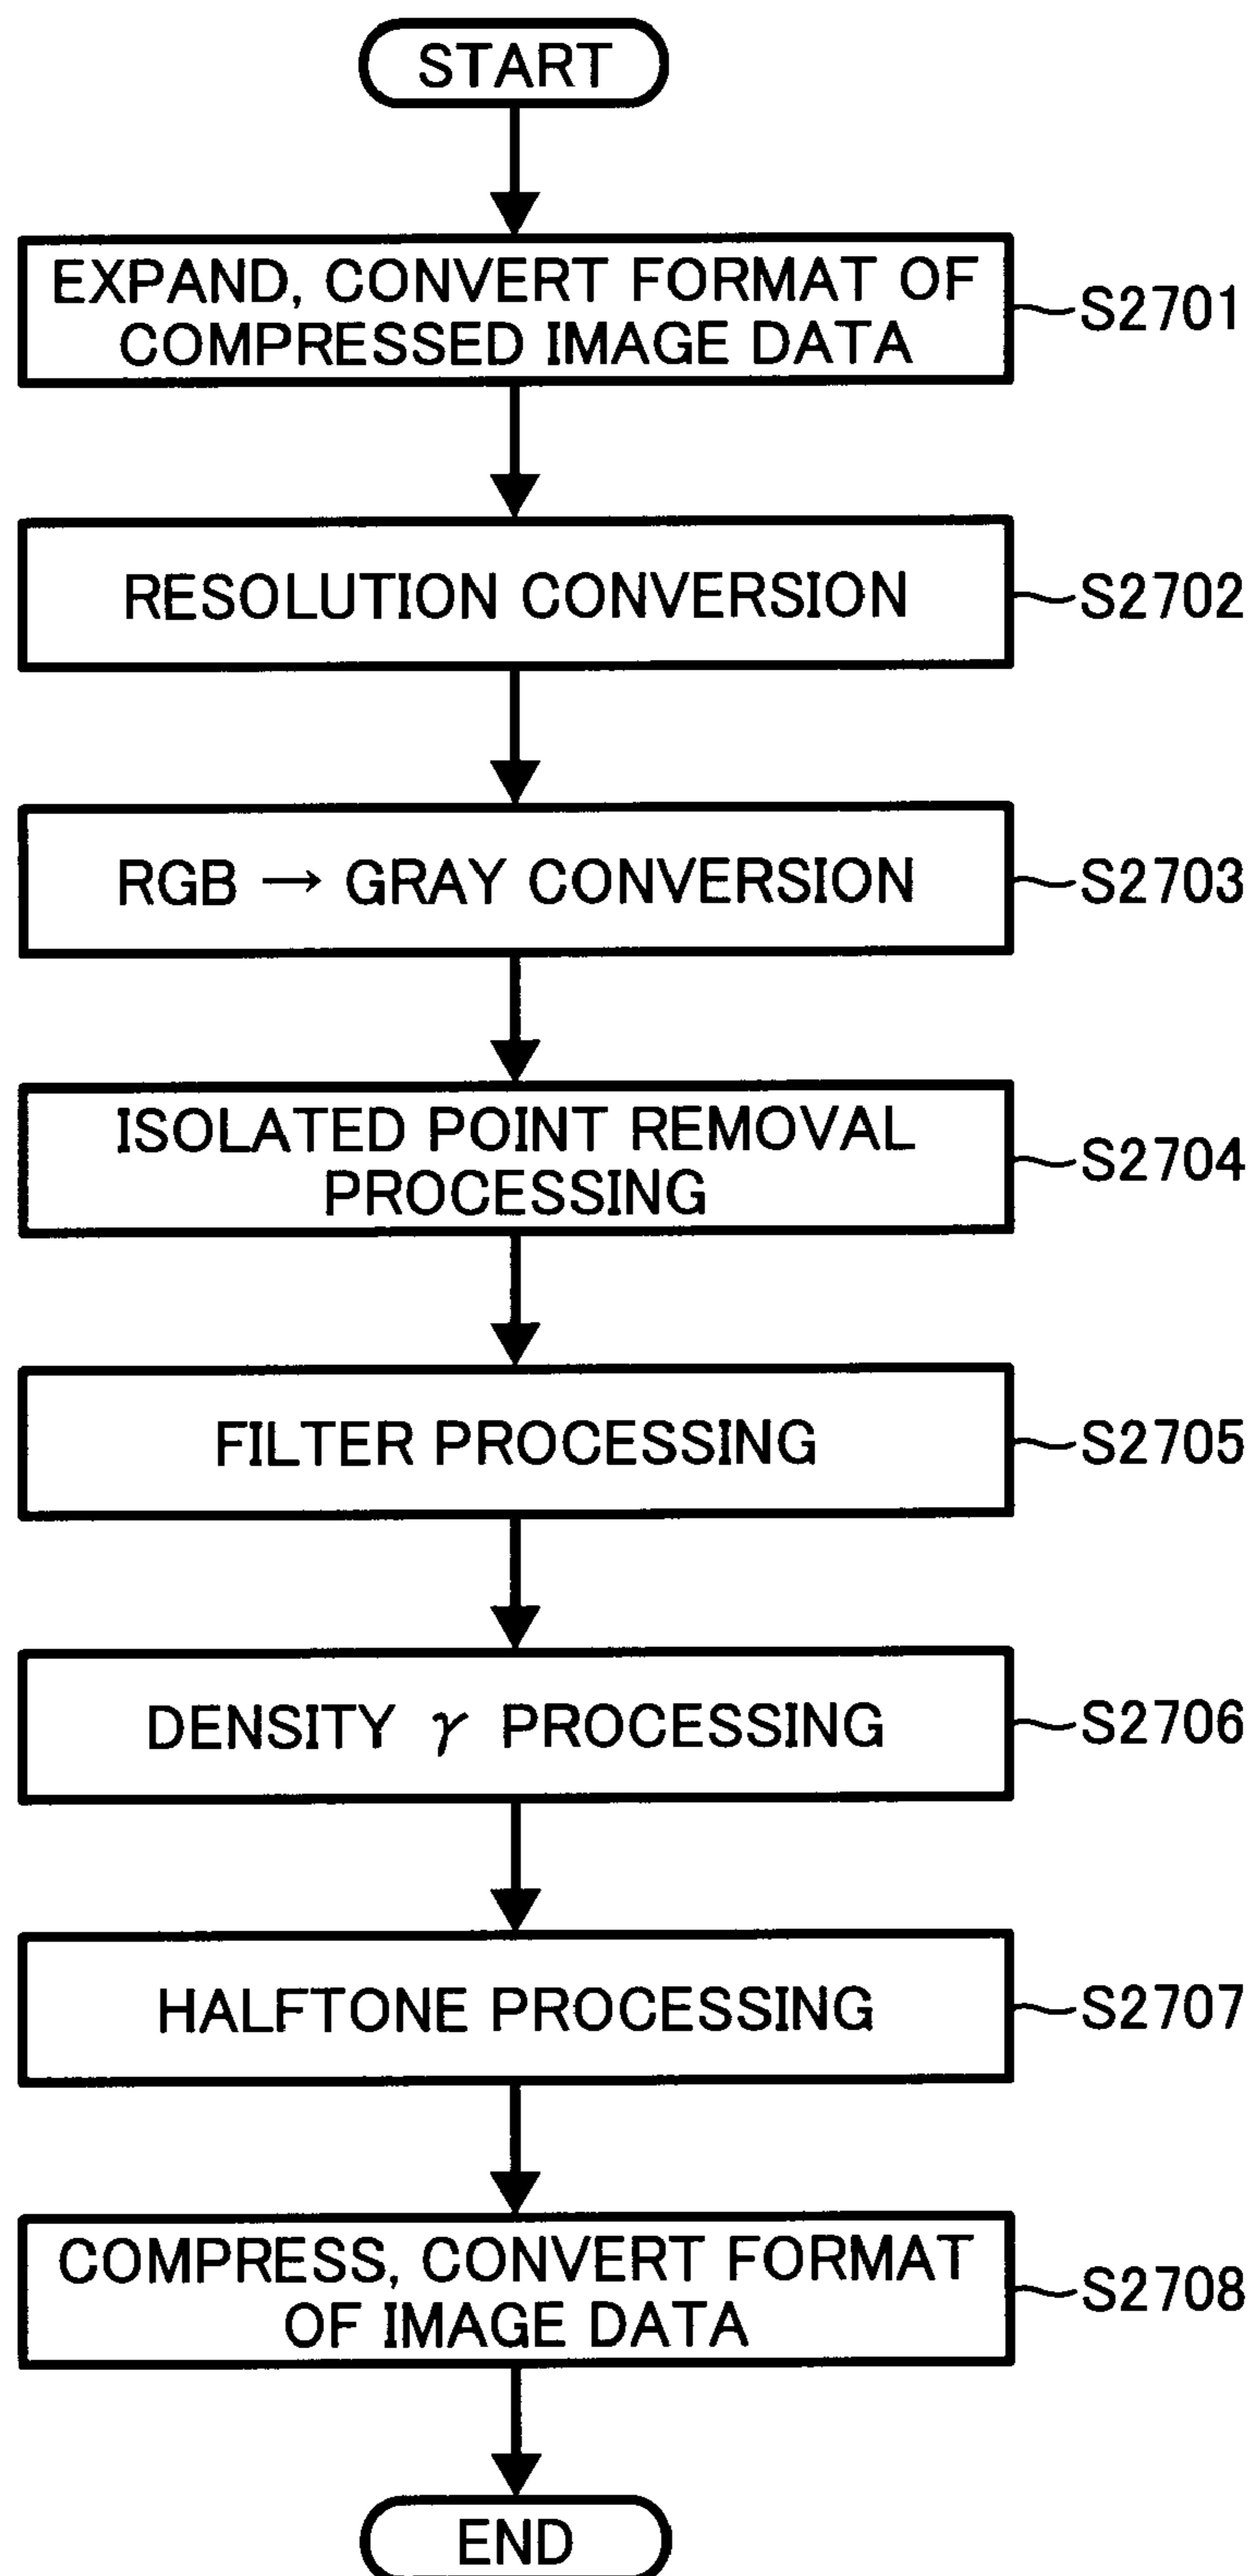 START
EXPAND, CONVERT FORMAT OF
COMPRESSED IMAGE DATA
S2701
RESOLUTION CONVERSION
S2702
RGB → GRAY CONVERSION
S2703
ISOLATED POINT REMOVAL
PROCESSING
S2704
FILTER PROCESSING
S2705
DENSITY γ PROCESSING
S2706
HALFTONE PROCESSING
S2707
COMPRESS, CONVERT FORMAT
OF IMAGE DATA
S2708
END